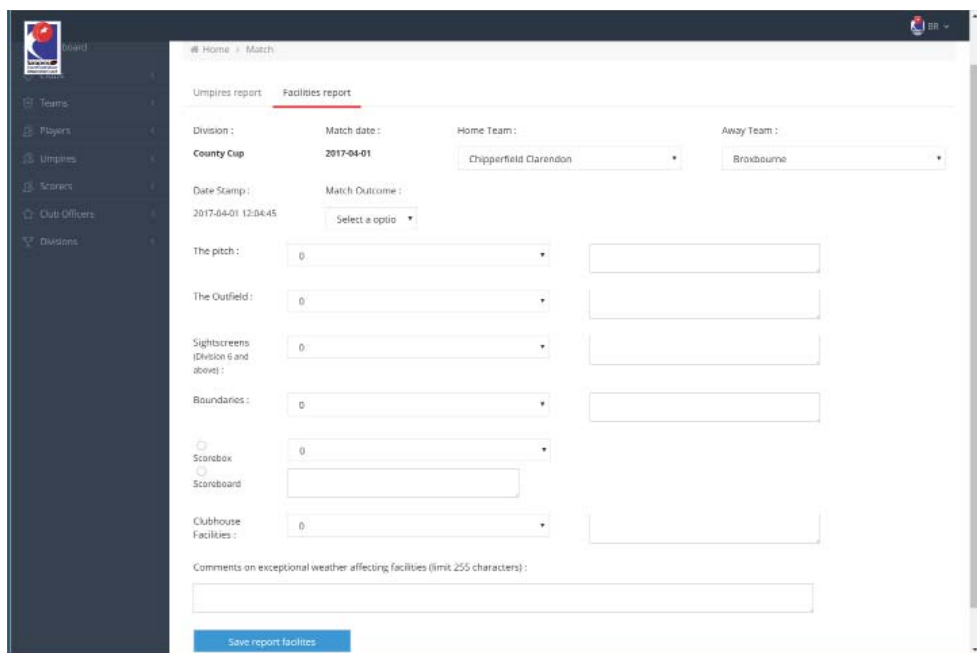 BR
board
Home > Match
Teams
Players
Umpires
Scorers
Club Officers
Divisions
Umpires report
Facilities report
Division :
Match date :
Home Team :
Away Team :
County Cup
2017-04-01
Chipperfield Clarendon
Broxbourne
Date Stamp :
Match Outcome :
2017-04-01 12:04:45
Select a optio
The pitch :
0
The Outfield :
0
Sightscreens
(Division 6 and
above) :
0
Boundaries :
0
Scorebox
0
Scoreboard
Clubhouse
Facilities :
0
Comments on exceptional weather affecting facilities (limit 255 characters) :
Save report facilites